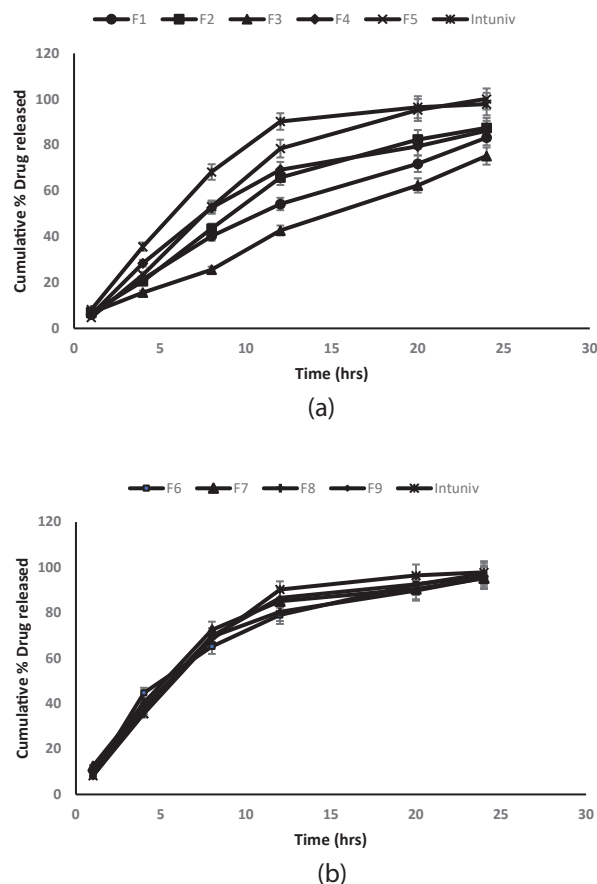 F1 F2 F3 F4 F5 Intuniv
120
100
80
60
40
20
0
Cumulative % Drug released
0 5 10 15 20 25 30
Time (hrs)
(a)
F6 F7 F8 F9 Intuniv
120
100
80
60
40
20
0
Cumulative % Drug released
0 5 10 15 20 25 30
Time (hrs)
(b)